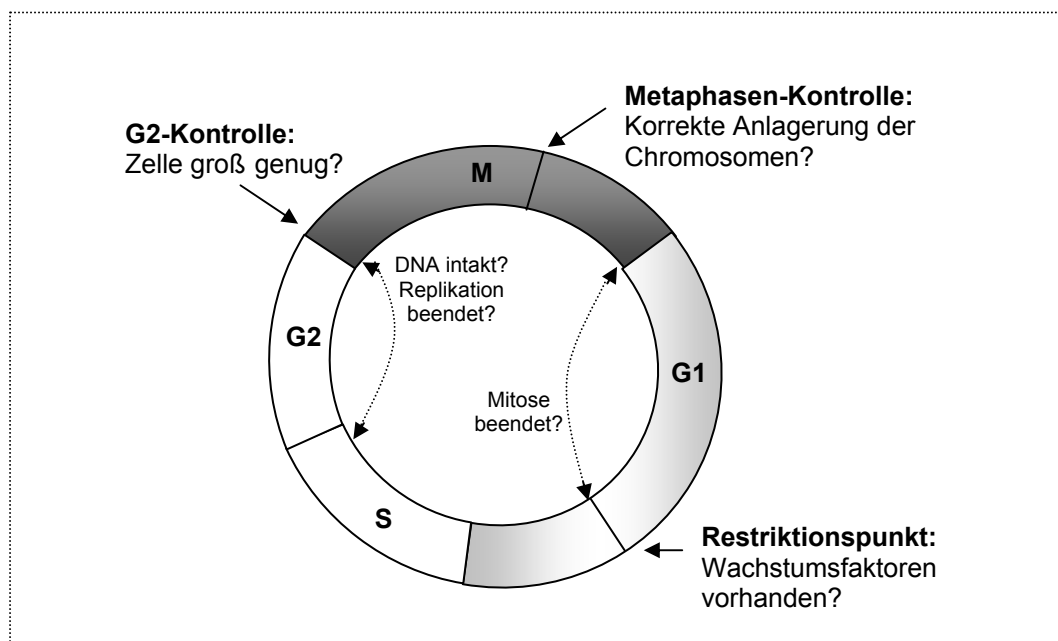 Metaphasen-Kontrolle:
Korrekte Anlagerung der
Chromosomen?
G2-Kontrolle:
Zelle groß genug?
M
DNA intakt?
Replikation
beendet?
G2
G1
Mitose
beendet?
S
Restriktionspunkt:
Wachstumsfaktoren
vorhanden?